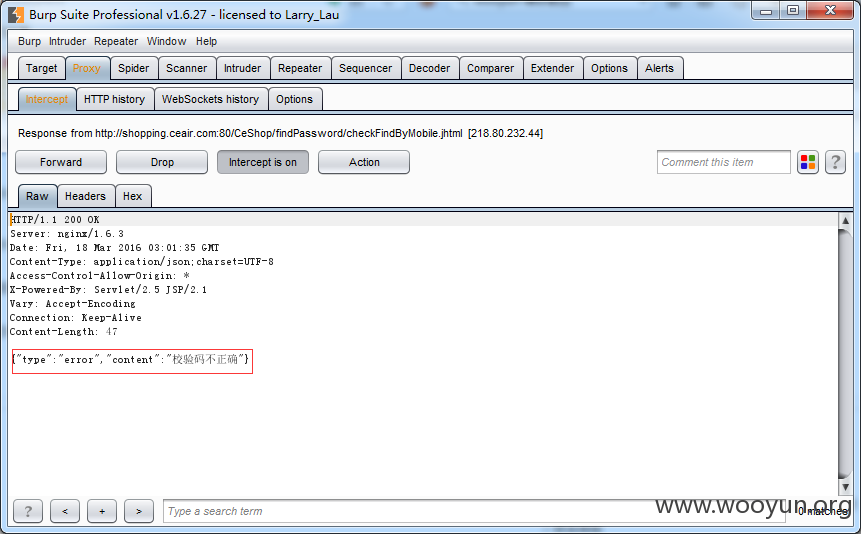 Burp Suite Professional v1.6.27 - licensed to Larry_Lau
Burp Intruder Repeater Window Help
Target Proxy Spider Scanner Intruder Repeater Sequencer Decoder Comparer Extender Options Alerts
Intercept HTTP history WebSockets history Options
Response from http://shopping.ceair.com:80/CeShop/findPassword/checkFindByMobile.jhtml [218.80.232.44]
Forward Drop Intercept is on Action Comment this item ?
Raw Headers Hex
HTTP/1.1 200 OK
Server: nginx/1.6.3
Date: Fri, 18 Mar 2016 03:01:35 GMT
Content-Type: application/json;charset=UTF-8
Access-Control-Allow-Origin: *
X-Powered-By: Servlet/2.5 JSP/2.1
Vary: Accept-Encoding
Connection: Keep-Alive
Content-Length: 47
{"type":"error","content":"校验码不正确"}
? < + > Type a search term 0 matches
www.wooyun.org